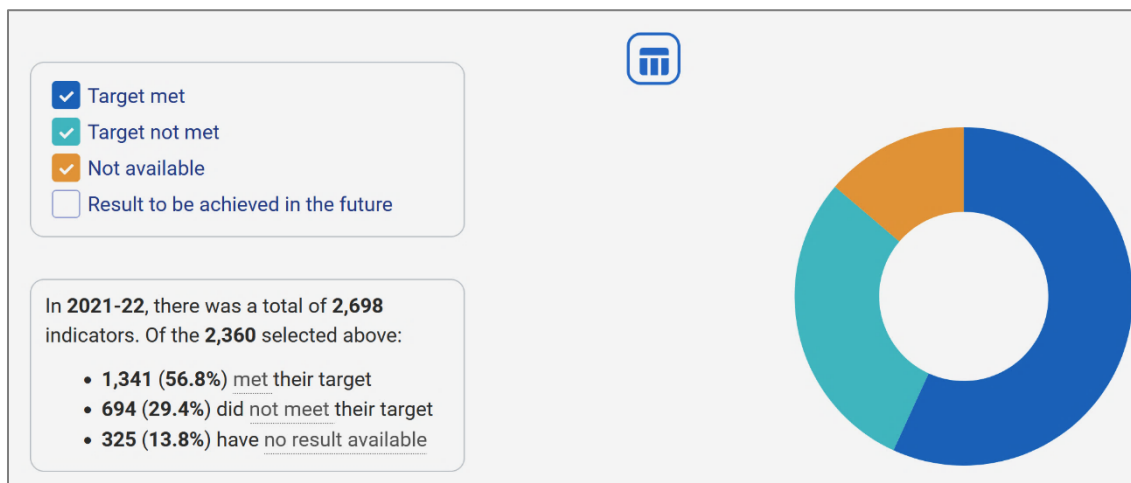 Target met
Target not met
Not available
Result to be achieved in the future
In 2021-22, there was a total of 2,698
indicators. Of the 2,360 selected above:
• 1,341 (56.8%) met their target
• 694 (29.4%) did not meet their target
• 325 (13.8%) have no result available